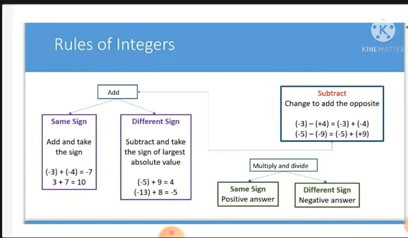 Rules of Integers
KINEMASTER
Add
Same Sign
Add and take
the sign
(-3) + (-4) = -7
3 + 7 = 10
Different Sign
Subtract and take
the sign of largest
absolute value
(-5) + 9 = 4
(-13) + 8 = -5
Subtract
Change to add the opposite
(-3) – (+4) = (-3) + (-4)
(-5) – (-9) = (-5) + (+9)
Multiply and divide
Same Sign
Positive answer
Different Sign
Negative answer